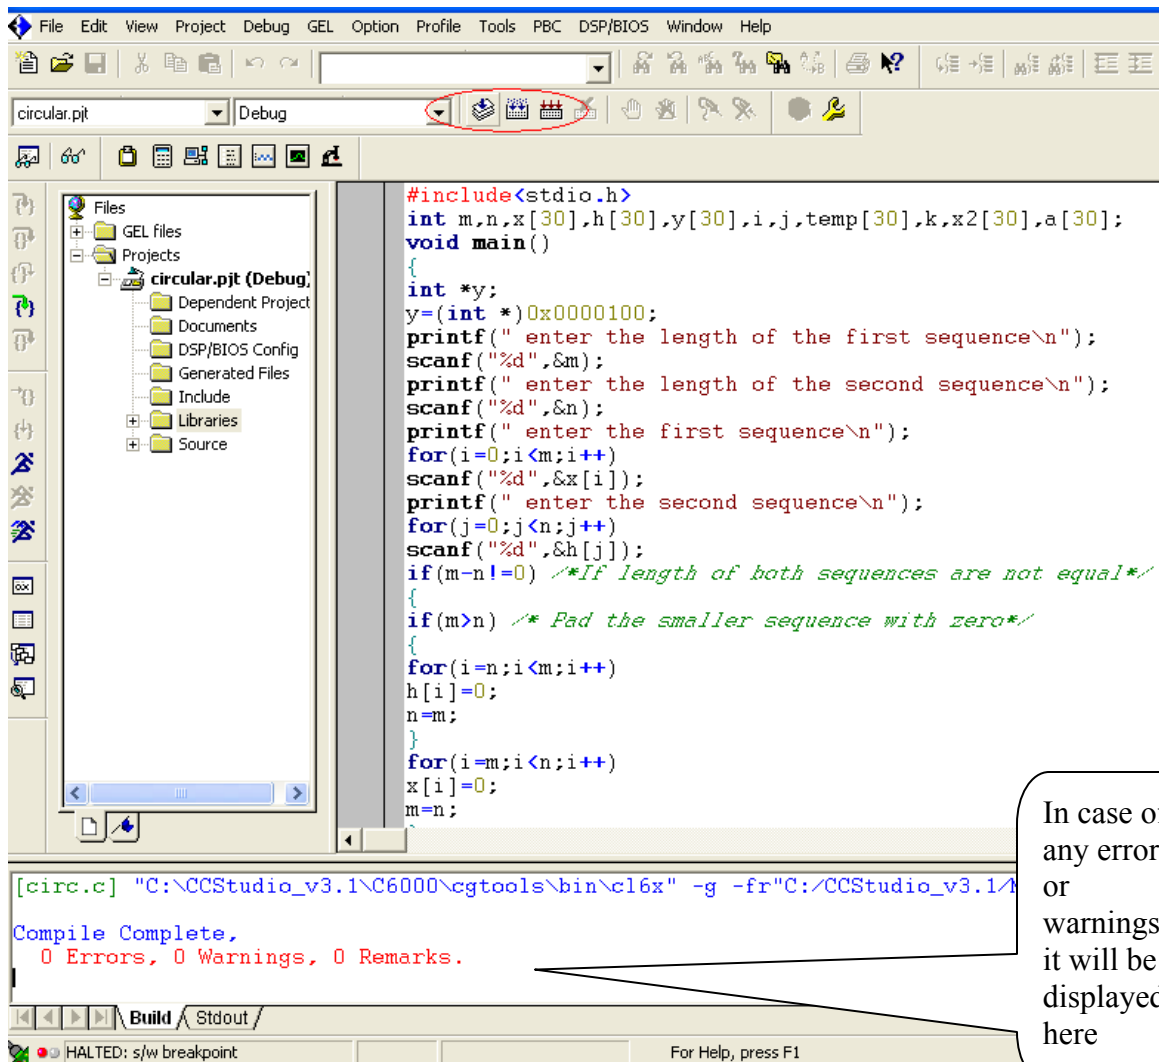 File Edit View Project Debug GEL Option Profile Tools PBC DSP/BIOS Window Help
circular.pjt Debug
Files
GEL files
Projects
circular.pjt (Debug)
Dependent Project
Documents
DSP/BIOS Config
Generated Files
Include
Libraries
Source
#include<stdio.h>
int m,n,x[30],h[30],y[30],i,j,temp[30],k,x2[30],a[30];
void main()
{
int *y;
y=(int *)0x0000100;
printf(" enter the length of the first sequence\n");
scanf("%d",&m);
printf(" enter the length of the second sequence\n");
scanf("%d",&n);
printf(" enter the first sequence\n");
for(i=0;i<m;i++)
scanf("%d",&x[i]);
printf(" enter the second sequence\n");
for(j=0;j<n;j++)
scanf("%d",&h[j]);
if(m-n!=0) /*If length of both sequences are not equal*/
{
if(m>n) /* Pad the smaller sequence with zero*/
{
for(i=n;i<m;i++)
h[i]=0;
n=m;
}
for(i=m;i<n;i++)
x[i]=0;
m=n;
[circ.c] "C:\CCStudio_v3.1\C6000\cgtools\bin\cl6x" -g -fr"C:/CCStudio_v3.1/
Compile Complete,
0 Errors, 0 Warnings, 0 Remarks.
In case of
any error
or
warnings
it will be
displayed
here
Build Stdout
HALTED: s/w breakpoint For Help, press F1